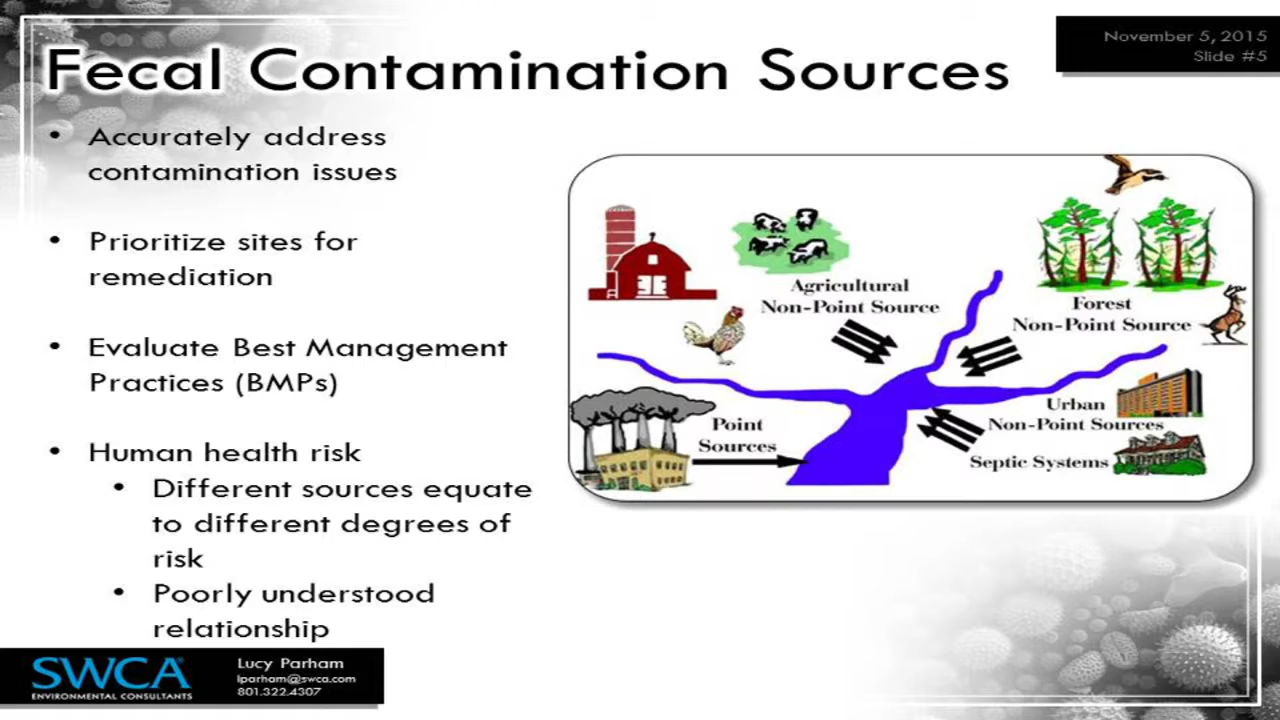 November 5, 2015
Slide #5
Fecal Contamination Sources
• Accurately address
contamination issues
• Prioritize sites for
remediation
• Evaluate Best Management
Practices (BMPs)
• Human health risk
• Different sources equate
to different degrees of
risk
• Poorly understood
relationship
Agricultural
Non-Point Source
Forest
Non-Point Source
Point
Sources
Urban
Non-Point Sources
Septic Systems
SWCA®
ENVIRONMENTAL CONSULTANTS
Lucy Parham
lparham@swca.com
801.322.4307